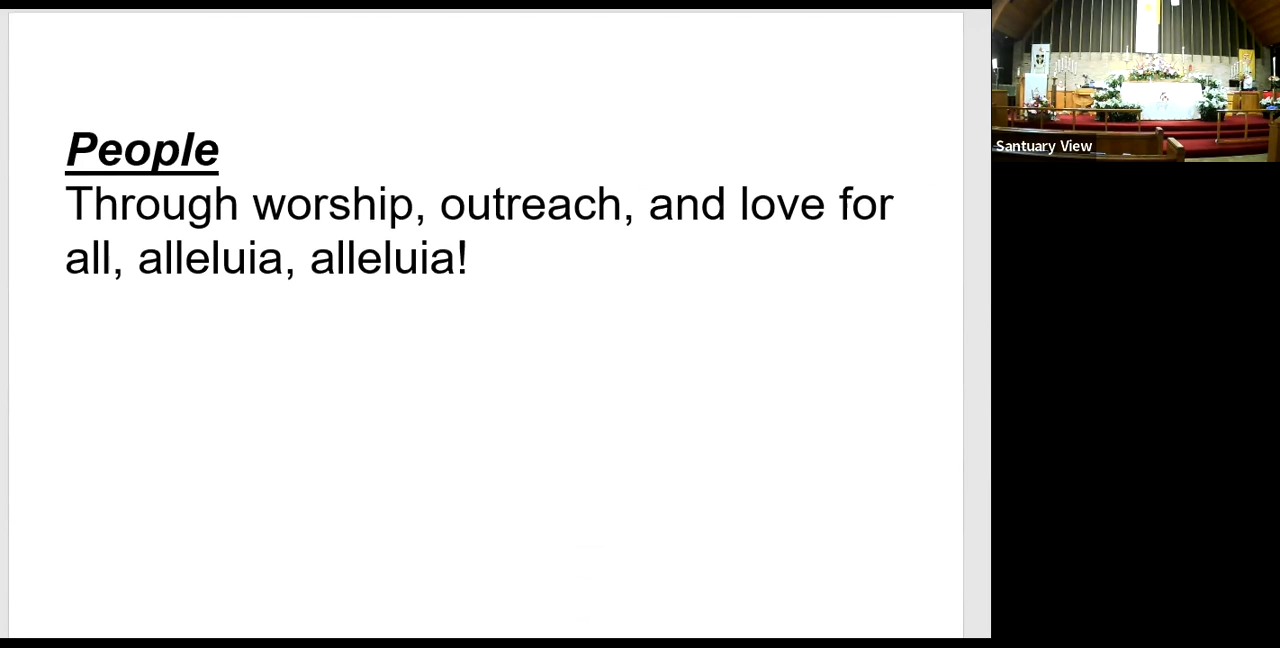 People
Through worship, outreach, and love for
all, alleluia, alleluia!
Santuary View